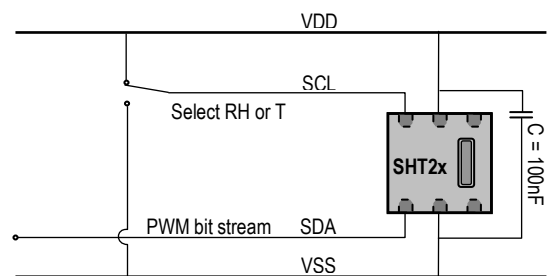 VDD
SCL
Select RH or T
SHT2x
C = 100nF
PWM bit stream SDA
VSS